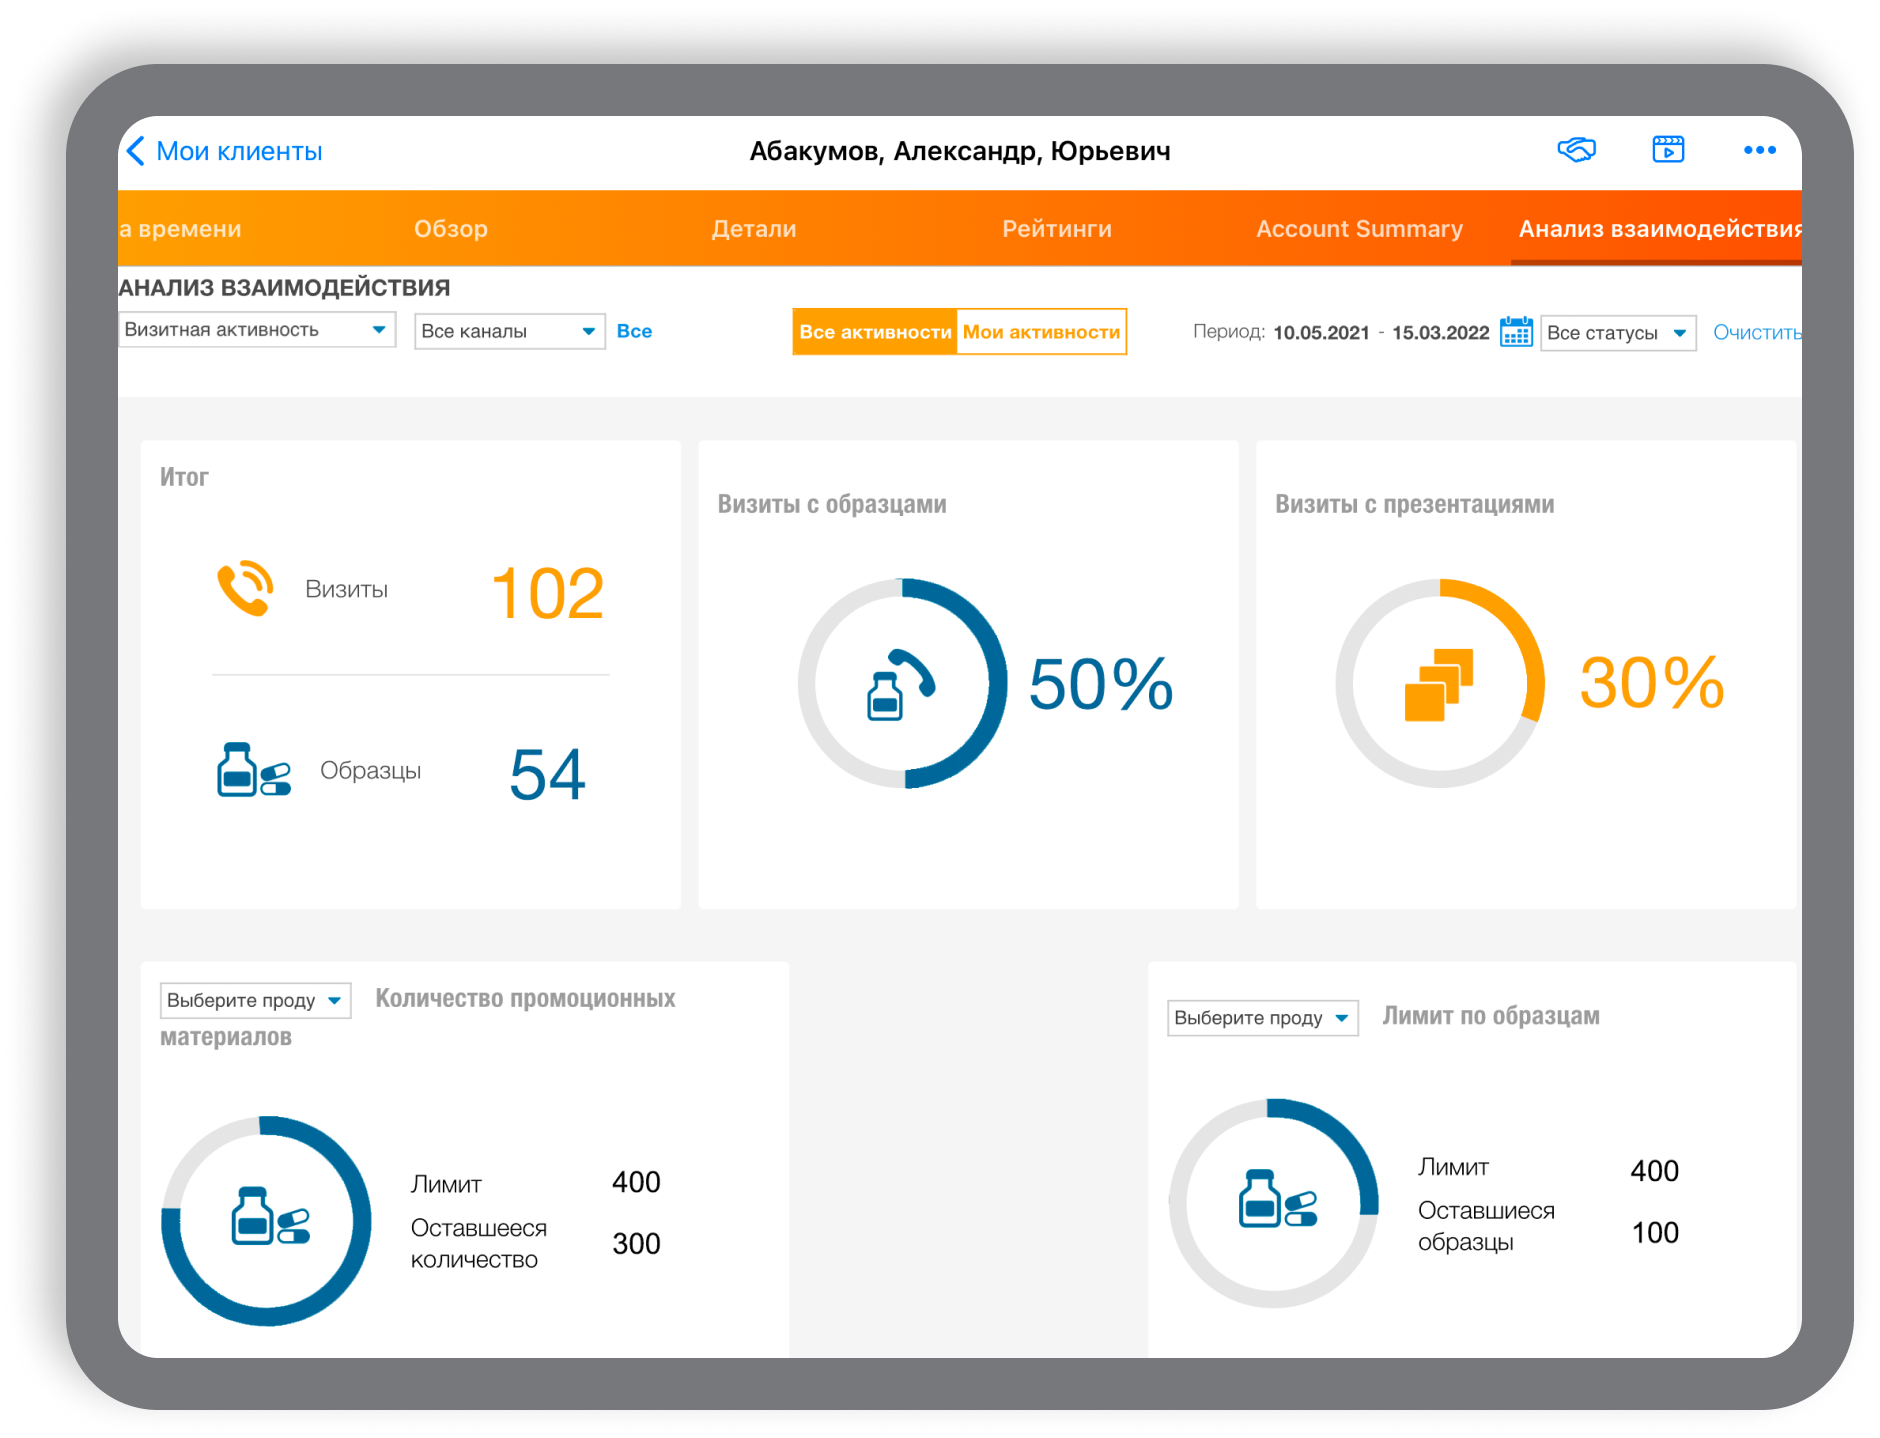 Мои клиенты
Абакумов, Александр, Юрьевич
а времени
Обзор
Детали
Рейтинги
Account Summary
Анализ взаимодействия
АНАЛИЗ ВЗАИМОДЕЙСТВИЯ
Визитная активность
Все каналы
Все
Все активности
Мои активности
Период: 10.05.2021 - 15.03.2022
Все статусы
Очистить
Итог
Визиты
102
Образцы
54
Визиты с образцами
50%
Визиты с презентациями
30%
Выберите проду
Количество промоционных
материалов
Лимит
400
Оставшееся
количество
300
Выберите проду
Лимит по образцам
Лимит
400
Оставшиеся
образцы
100